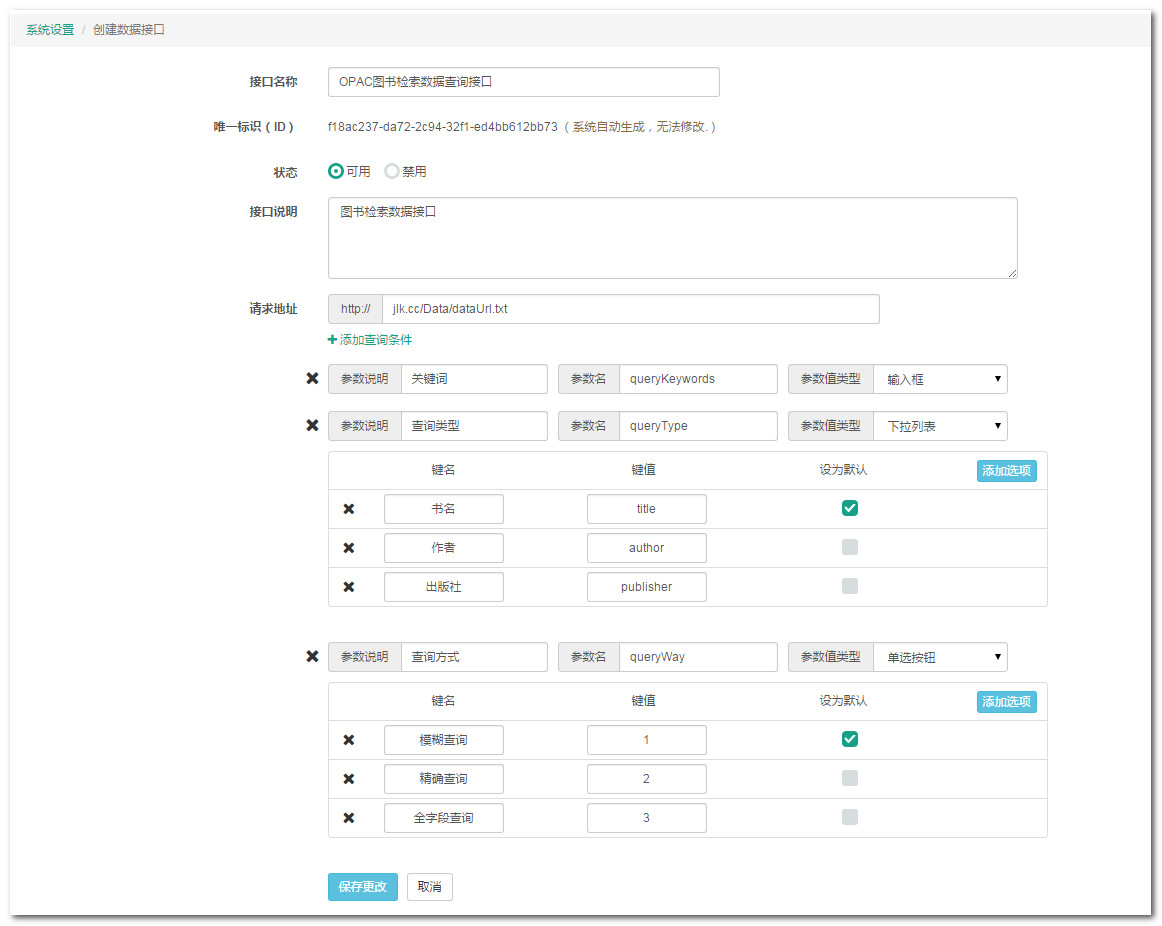 系统设置 / 创建数据接口
接口名称 OPAC图书检索数据查询接口
唯一标识（ID） f18ac237-da72-2c94-32f1-ed4bb612bb73（系统自动生成，无法修改.）
状态 可用 禁用
接口说明 图书检索数据接口
请求地址 http:// jlk.cc/Data/dataUrl.txt
添加查询条件
参数说明 关键词 参数名 queryKeywords 参数值类型 输入框
参数说明 查询类型 参数名 queryType 参数值类型 下拉列表
键名 键值 设为默认 添加选项
书名 title
作者 author
出版社 publisher
参数说明 查询方式 参数名 queryWay 参数值类型 单选按钮
键名 键值 设为默认 添加选项
模糊查询 1
精确查询 2
全字段查询 3
保存更改 取消